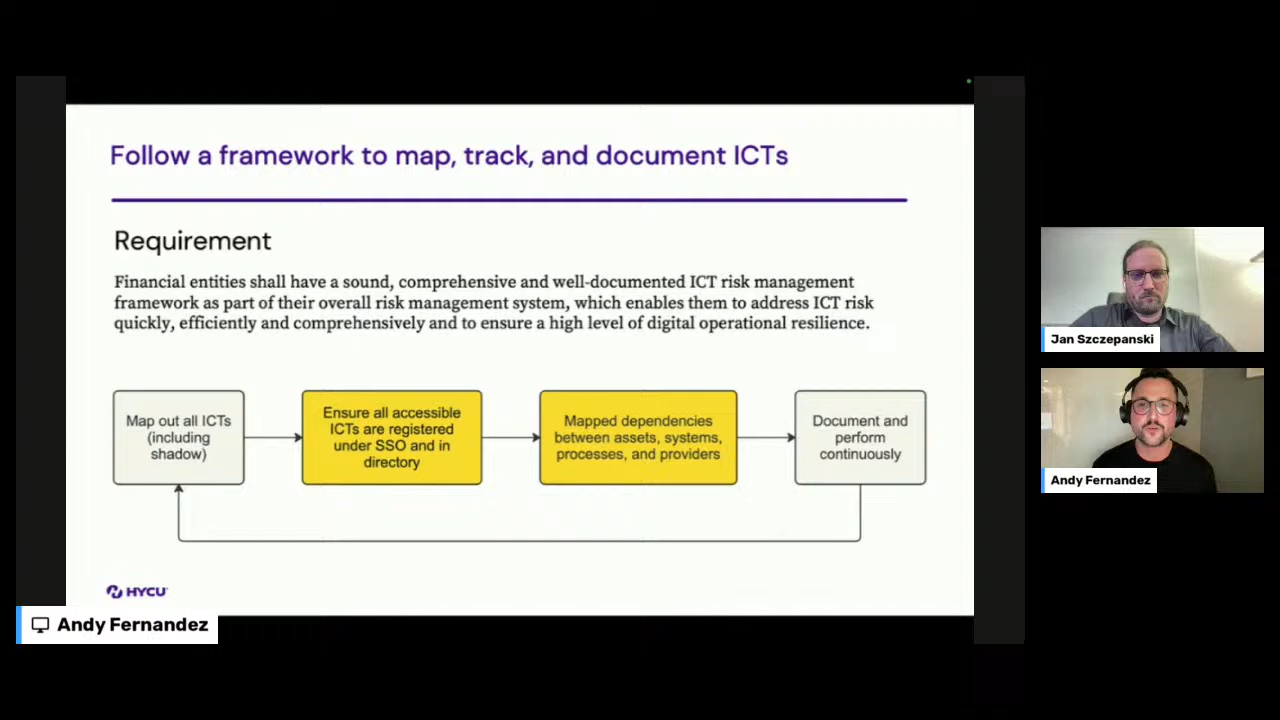 Follow a framework to map, track, and document ICTs
Requirement
Financial entities shall have a sound, comprehensive and well-documented ICT risk management
framework as part of their overall risk management system, which enables them to address ICT risk
quickly, efficiently and comprehensively and to ensure a high level of digital operational resilience.
Map out all ICTs
(including
shadow)
Ensure all accessible
ICTs are registered
under SSO and in
directory
Mapped dependencies
between assets, systems,
processes, and providers
Document and
perform
continuously
HYCU
Andy Fernandez
Jan Szczepanski
Andy Fernandez